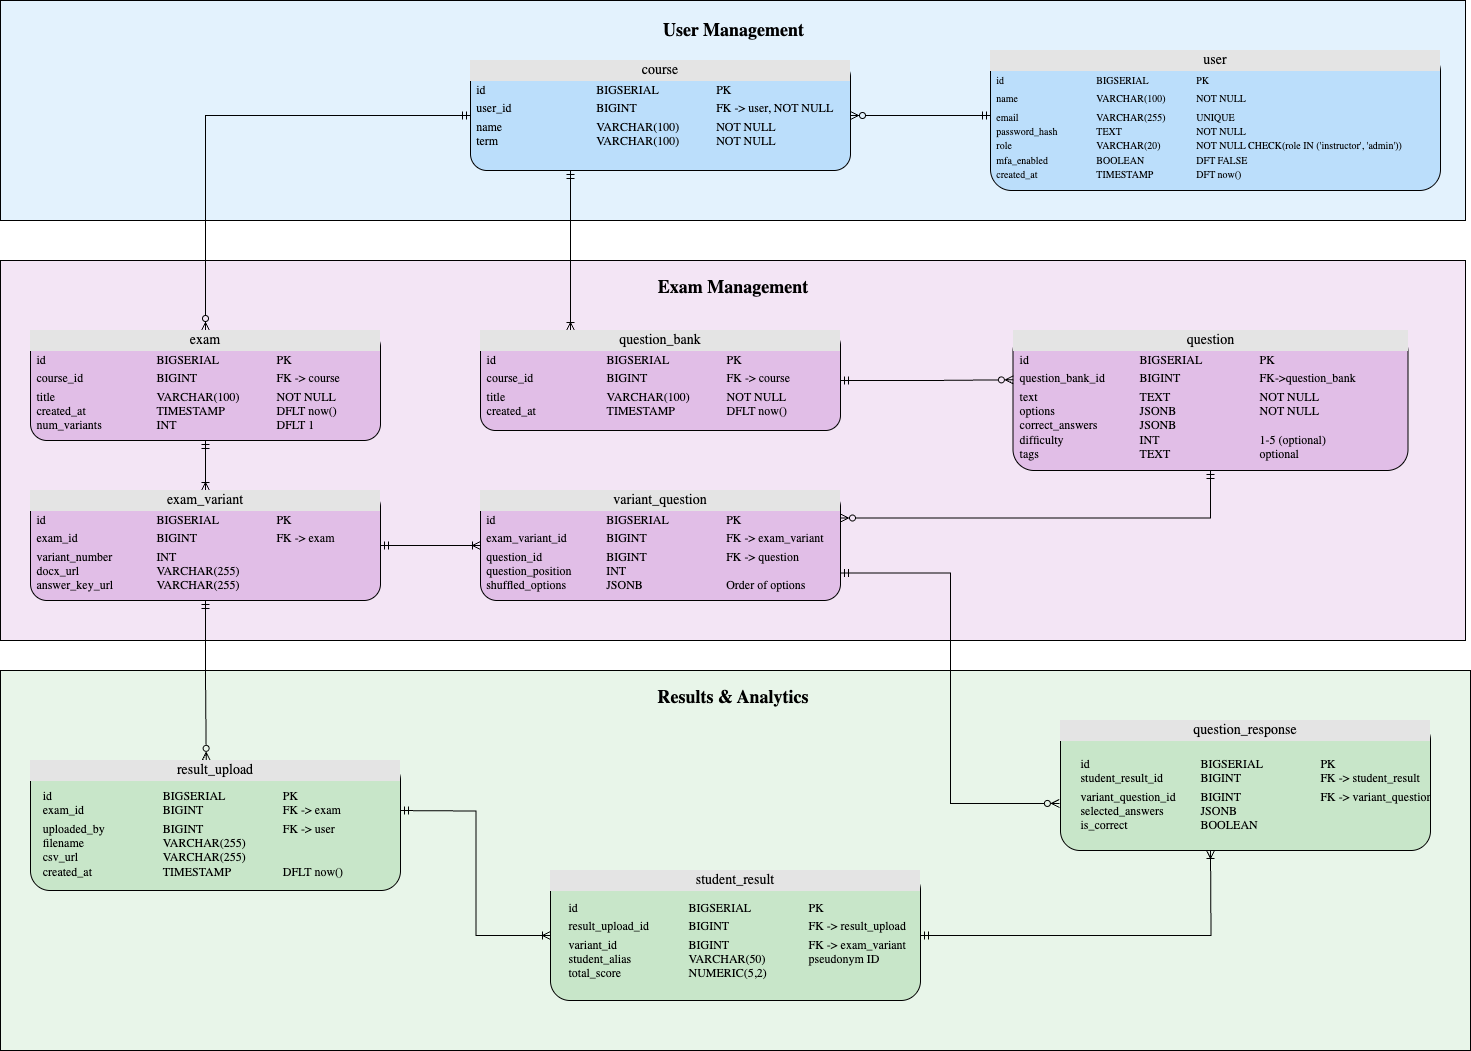 User Management
course
id BIGSERIAL PK
user_id BIGINT FK -> user, NOT NULL
name VARCHAR(100) NOT NULL
term VARCHAR(100) NOT NULL
user
id BIGSERIAL PK
name VARCHAR(100) NOT NULL
email VARCHAR(255) UNIQUE
password_hash TEXT NOT NULL
role VARCHAR(20) NOT NULL CHECK(role IN ('instructor', 'admin'))
mfa_enabled BOOLEAN DFT FALSE
created_at TIMESTAMP DFT now()
Exam Management
exam
id BIGSERIAL PK
course_id BIGINT FK -> course
title VARCHAR(100) NOT NULL
created_at TIMESTAMP DFLT now()
num_variants INT DFLT 1
question_bank
id BIGSERIAL PK
course_id BIGINT FK -> course
title VARCHAR(100) NOT NULL
created_at TIMESTAMP DFLT now()
question
id BIGSERIAL PK
question_bank_id BIGINT FK->question_bank
text TEXT NOT NULL
options JSONB NOT NULL
correct_answers JSONB
difficulty INT 1-5 (optional)
tags TEXT optional
exam_variant
id BIGSERIAL PK
exam_id BIGINT FK -> exam
variant_number INT
docx_url VARCHAR(255)
answer_key_url VARCHAR(255)
variant_question
id BIGSERIAL PK
exam_variant_id BIGINT FK -> exam_variant
question_id BIGINT FK -> question
question_position INT
shuffled_options JSONB Order of options
Results & Analytics
result_upload
id BIGSERIAL PK
exam_id BIGINT FK -> exam
uploaded_by BIGINT FK -> user
filename VARCHAR(255)
csv_url VARCHAR(255)
created_at TIMESTAMP DFLT now()
question_response
id BIGSERIAL PK
student_result_id BIGINT FK -> student_result
variant_question_id BIGINT FK -> variant_question
selected_answers JSONB
is_correct BOOLEAN
student_result
id BIGSERIAL PK
result_upload_id BIGINT FK -> result_upload
variant_id BIGINT FK -> exam_variant
student_alias VARCHAR(50) pseudonym ID
total_score NUMERIC(5,2)